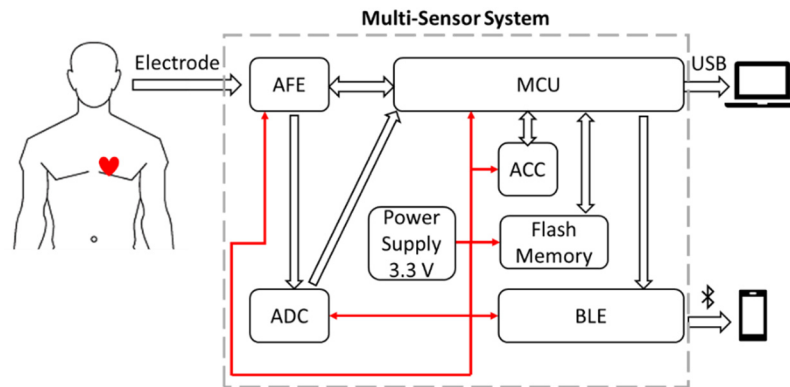 Multi-Sensor System
Electrode
AFE
MCU
USB
ACC
Power
Supply
3.3 V
Flash
Memory
ADC
BLE